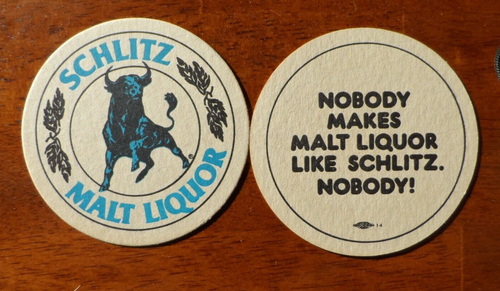 SCHLITZ
MALT LIQUOR
NOBODY
MAKES
MALT LIQUOR
LIKE SCHLITZ.
NOBODY!